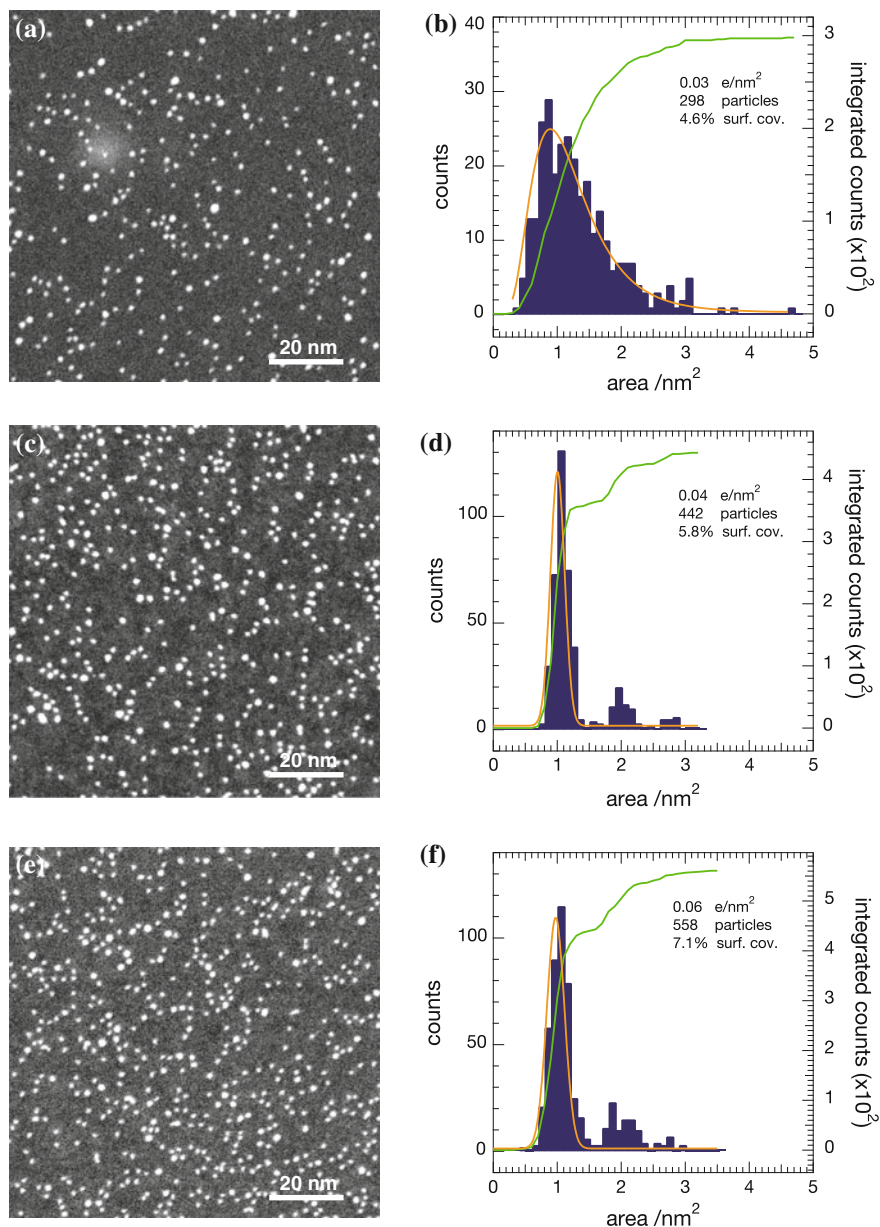 (a)
20 nm
(b)
40
30
20
10
0
counts
0.03 e/nm²
298 particles
4.6% surf. cov.
3
2
1
0
integrated counts (x10²)
0 1 2 3 4 5
area /nm²
(c)
20 nm
(d)
100
50
0
counts
0.04 e/nm²
442 particles
5.8% surf. cov.
4
3
2
1
0
integrated counts (x10²)
0 1 2 3 4 5
area /nm²
(e)
20 nm
(f)
100
50
0
counts
0.06 e/nm²
558 particles
7.1% surf. cov.
5
4
3
2
1
0
integrated counts (x10²)
0 1 2 3 4 5
area /nm²